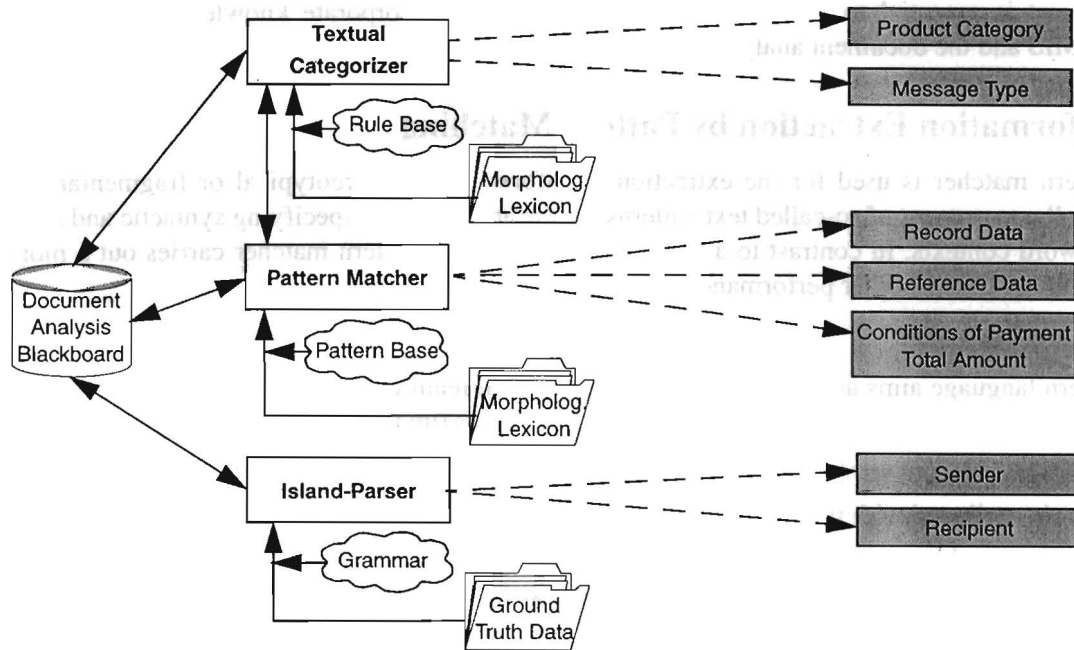 Textual
Categorizer
Product Category
Message Type
Rule Base
Morpholog.
Lexicon
Pattern Matcher
Record Data
Reference Data
Conditions of Payment
Total Amount
Document
Analysis
Blackboard
Pattern Base
Morpholog.
Lexicon
Island-Parser
Sender
Recipient
Grammar
Ground
Truth Data